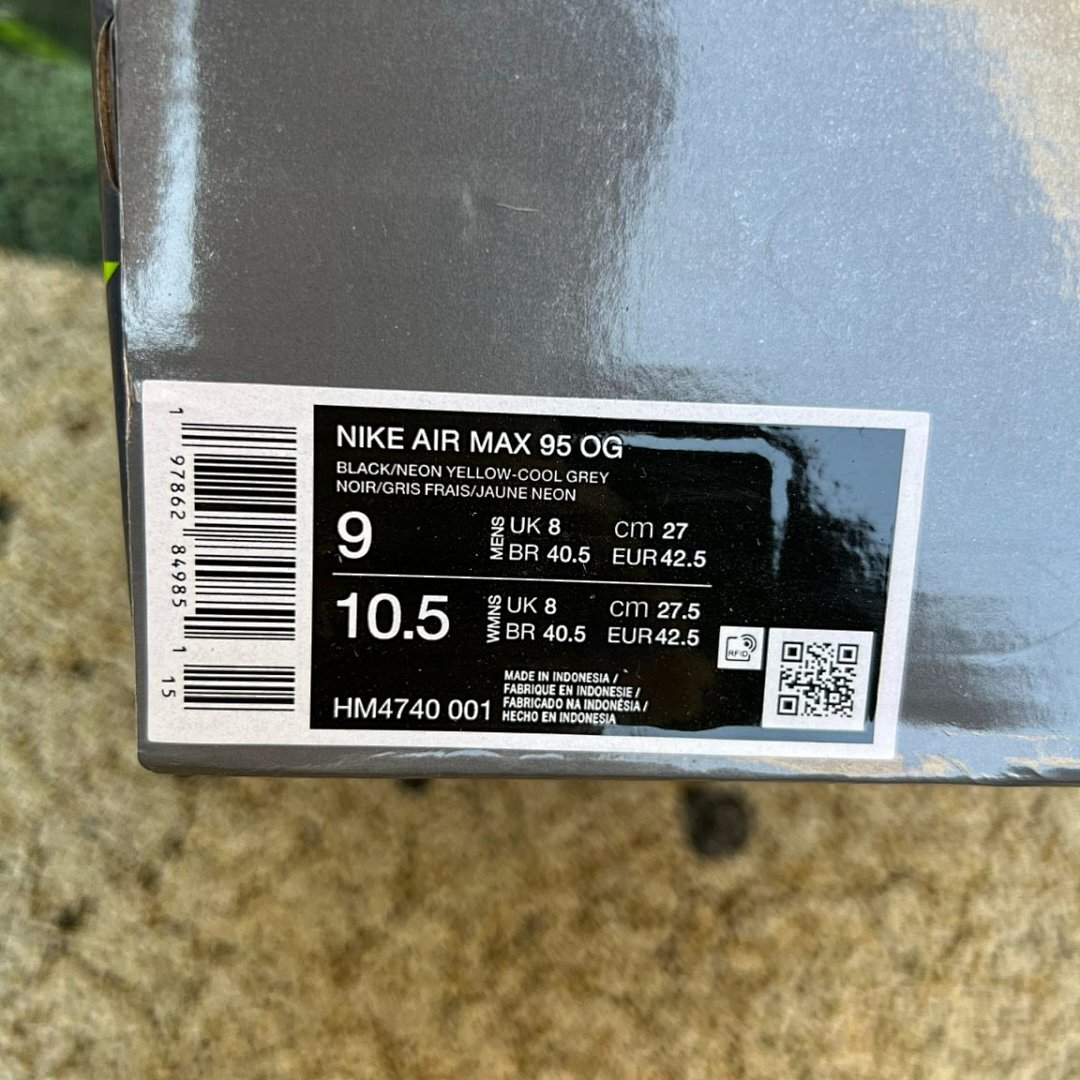 1 97862 84985 1 15
NIKE AIR MAX 95 OG
BLACK/NEON YELLOW-COOL GREY
NOIR/GRIS FRAIS/JAUNE NEON
9 MENS UK 8 cm 27
BR 40.5 EUR 42.5
10.5 WMNS UK 8 cm 27.5
BR 40.5 EUR 42.5
RFID
HM4740 001
MADE IN INDONESIA /
FABRIQUE EN INDONESIE /
FABRICADO NA INDONÉSIA /
HECHO EN INDONESIA